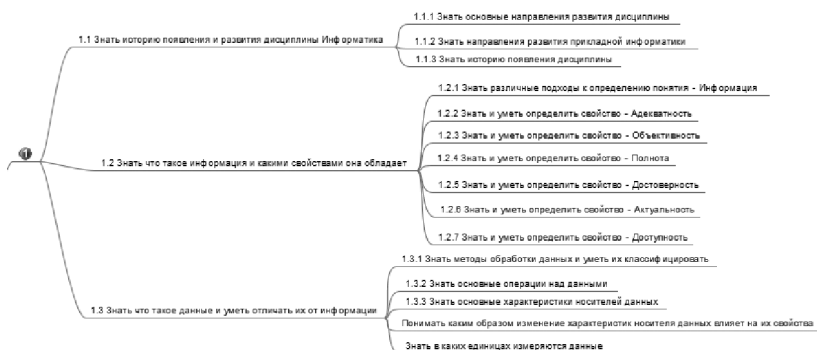 1.1 Знать историю появления и развития дисциплины Информатика
1.1.1 Знать основные направления развития дисциплины
1.1.2 Знать направления развития прикладной информатики
1.1.3 Знать историю появления дисциплины
1.2 Знать что такое информация и какими свойствами она обладает
1.2.1 Знать различные подходы к определению понятия - Информация
1.2.2 Знать и уметь определить свойство - Адекватность
1.2.3 Знать и уметь определить свойство - Объективность
1.2.4 Знать и уметь определить свойство - Полнота
1.2.5 Знать и уметь определить свойство - Достоверность
1.2.6 Знать и уметь определить свойство - Актуальность
1.2.7 Знать и уметь определить свойство - Доступность
1.3 Знать что такое данные и уметь отличать их от информации
1.3.1 Знать методы обработки данных и уметь их классифицировать
1.3.2 Знать основные операции над данными
1.3.3 Знать основные характеристики носителей данных
Понимать каким образом изменение характеристик носителя данных влияет на их свойства
Знать в каких единицах измеряются данные